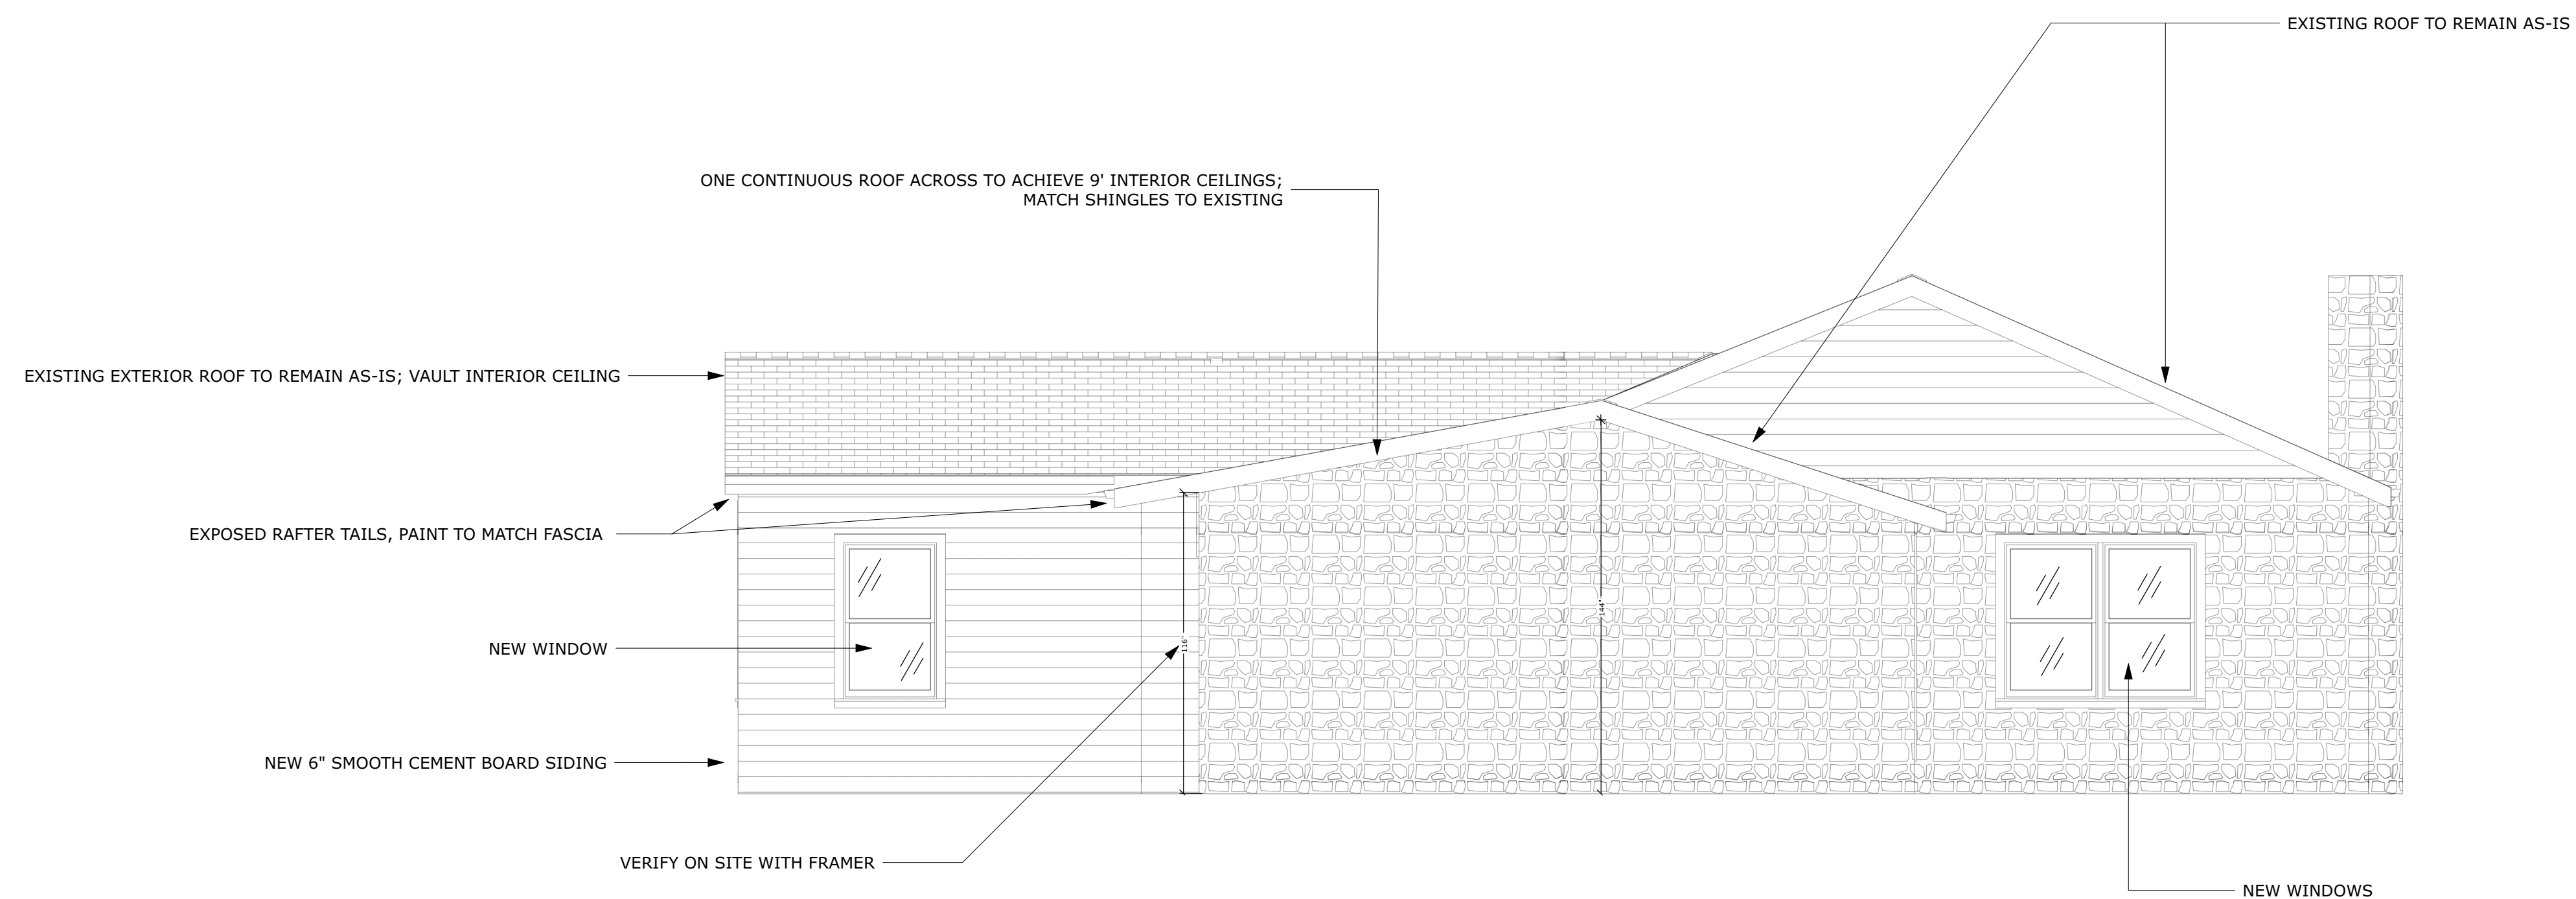 EXISTING ROOF TO REMAIN AS-IS
ONE CONTINUOUS ROOF ACROSS TO ACHIEVE 9' INTERIOR CEILINGS;
MATCH SHINGLES TO EXISTING
EXISTING EXTERIOR ROOF TO REMAIN AS-IS; VAULT INTERIOR CEILING
EXPOSED RAFTER TAILS, PAINT TO MATCH FASCIA
144"
116"
NEW WINDOW
NEW 6" SMOOTH CEMENT BOARD SIDING
VERIFY ON SITE WITH FRAMER
NEW WINDOWS